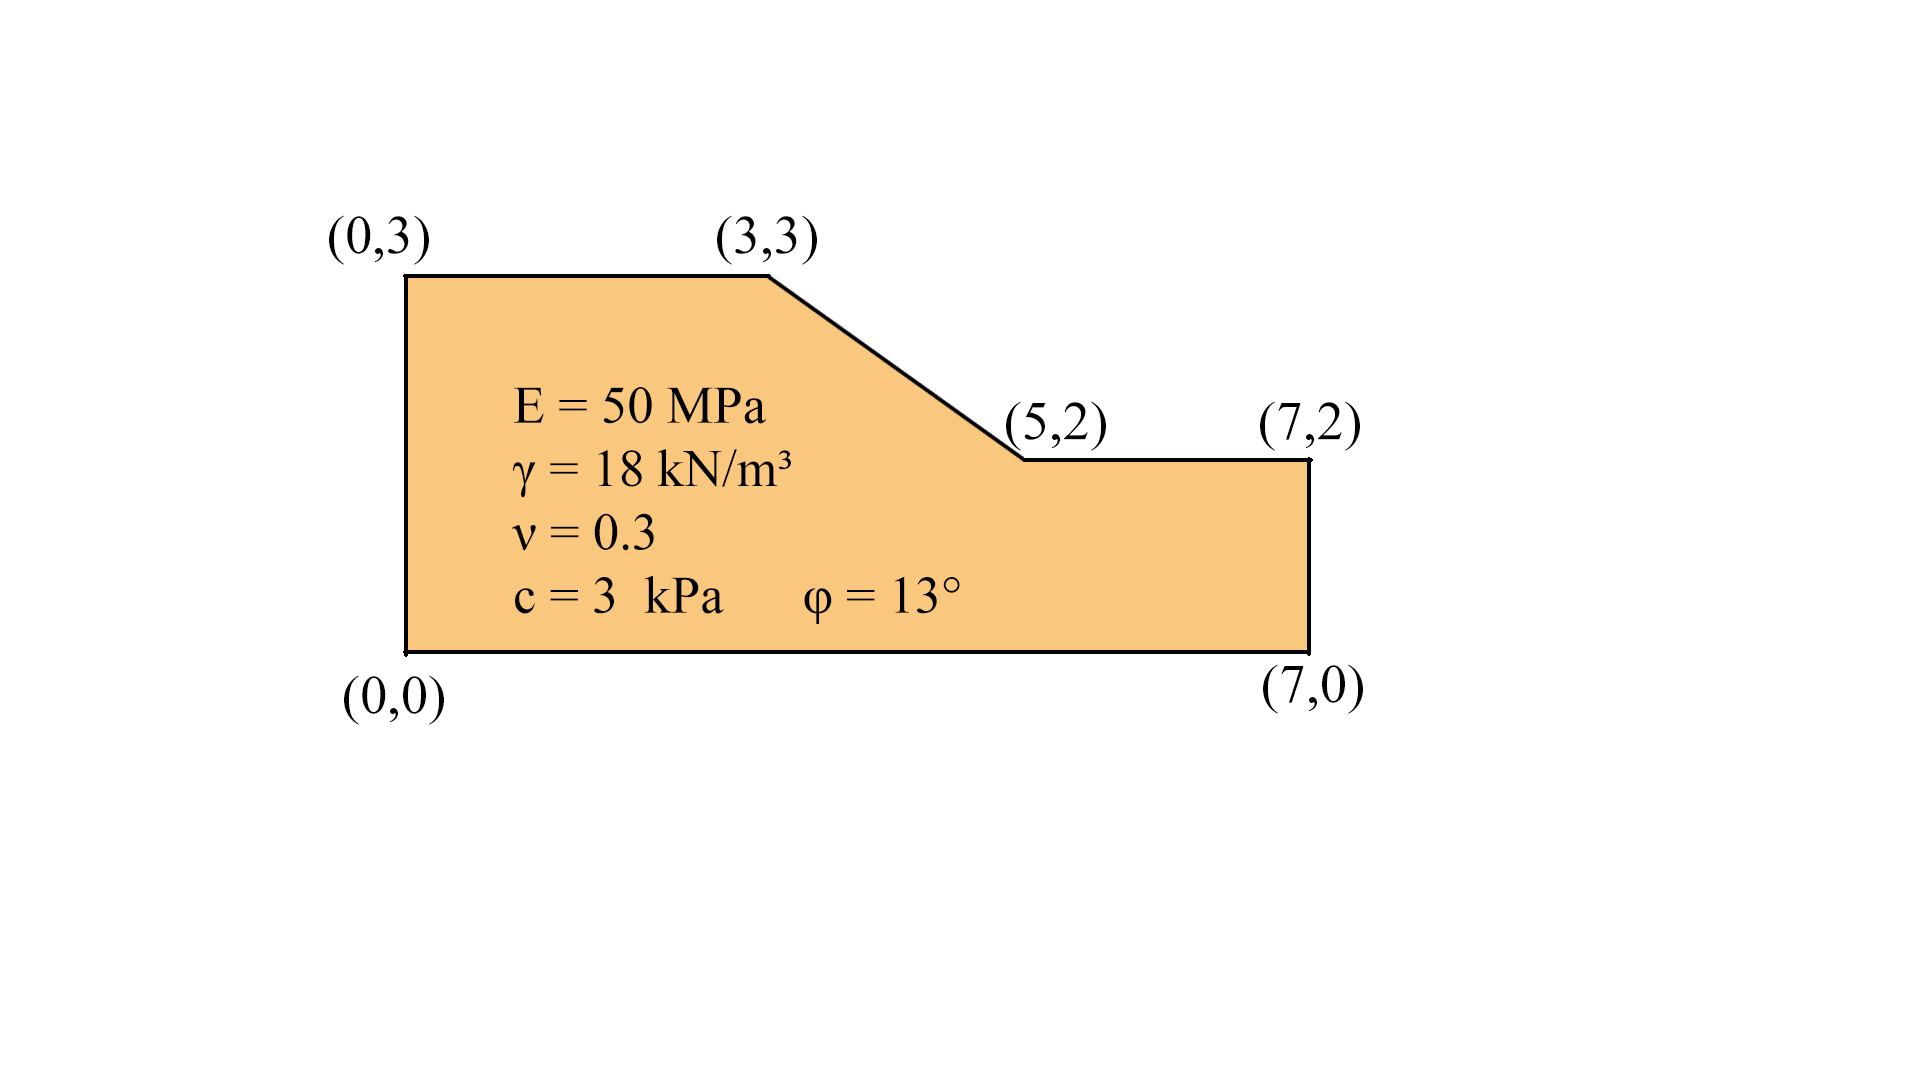 (0,3) (3,3)
E = 50 MPa
(5,2) (7,2)
γ = 18 kN/m³
ν = 0.3
c = 3 kPa φ = 13°
(0,0) (7,0)